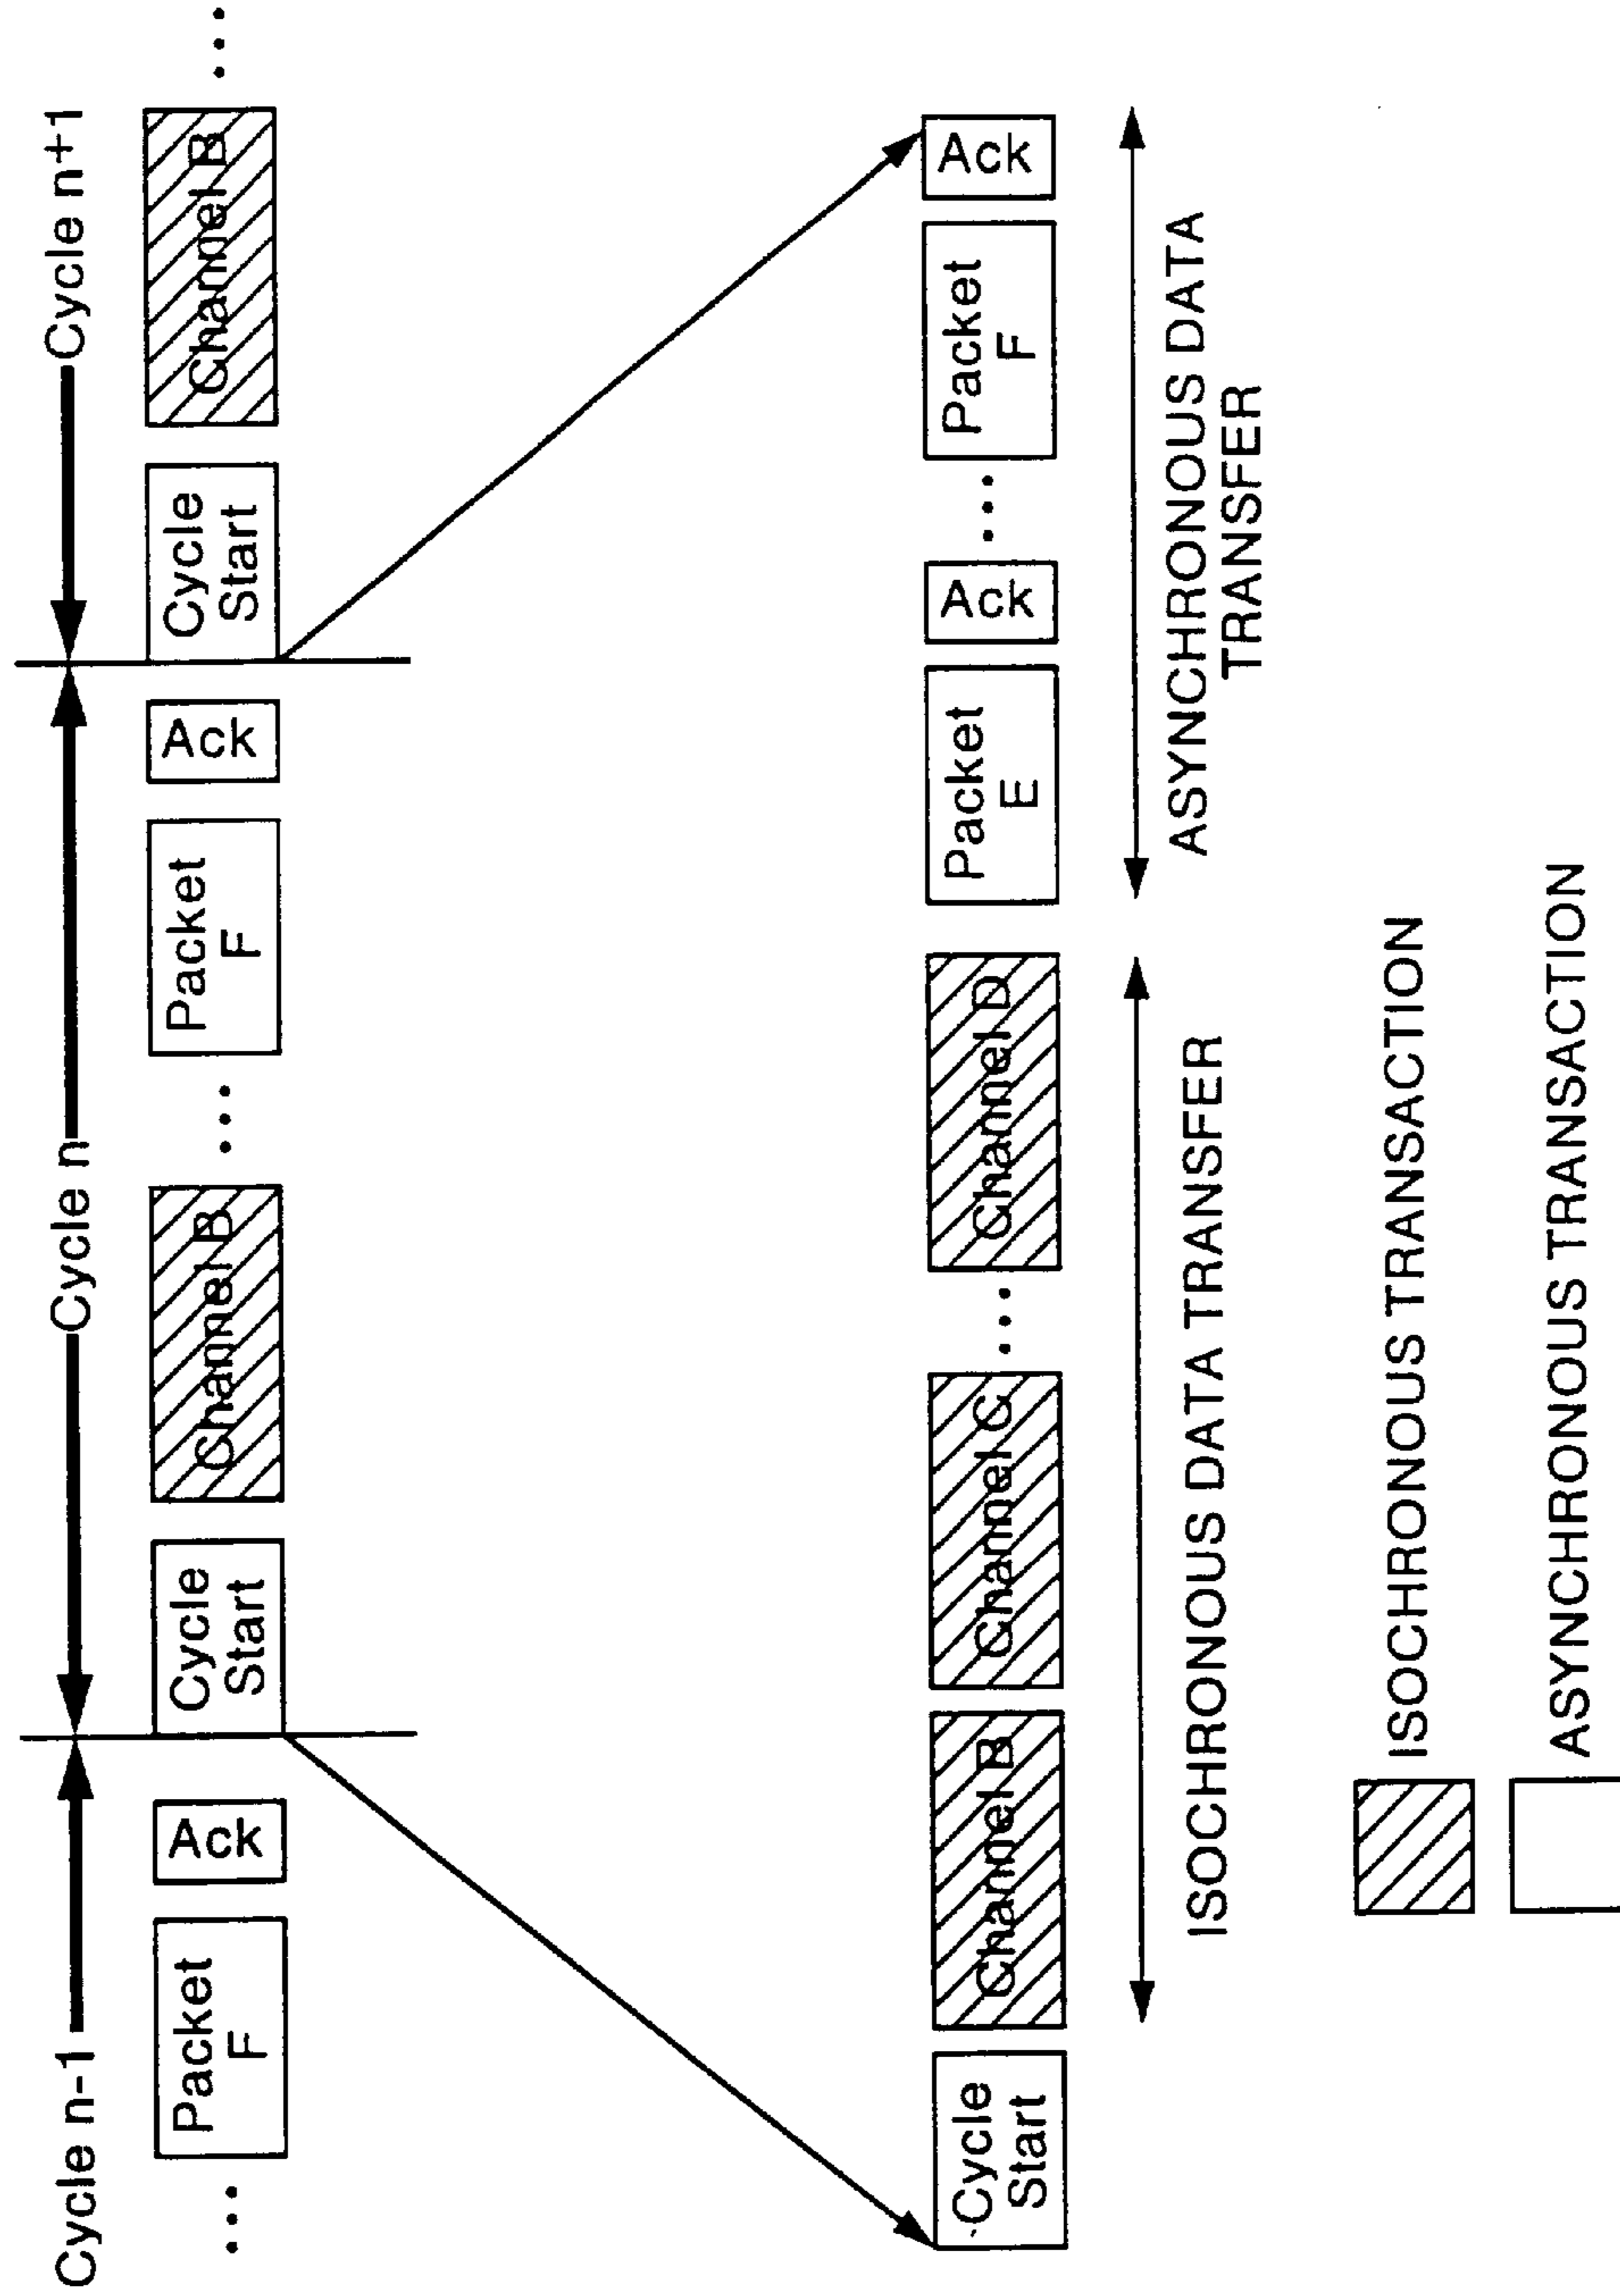 Cycle n-1
Cycle n
Cycle n+1
...
Packet
F
Ack
Cycle
Start
Channel B
...
Packet
F
Ack
Cycle
Start
Channel B
...
Cycle
Start
Channel B
Channel C
...
Channel D
Packet
E
Ack
...
Packet
F
Ack
ISOCHRONOUS DATA TRANSFER
ASYNCHRONOUS DATA
TRANSFER
ISOCHRONOUS TRANSACTION
ASYNCHRONOUS TRANSACTION